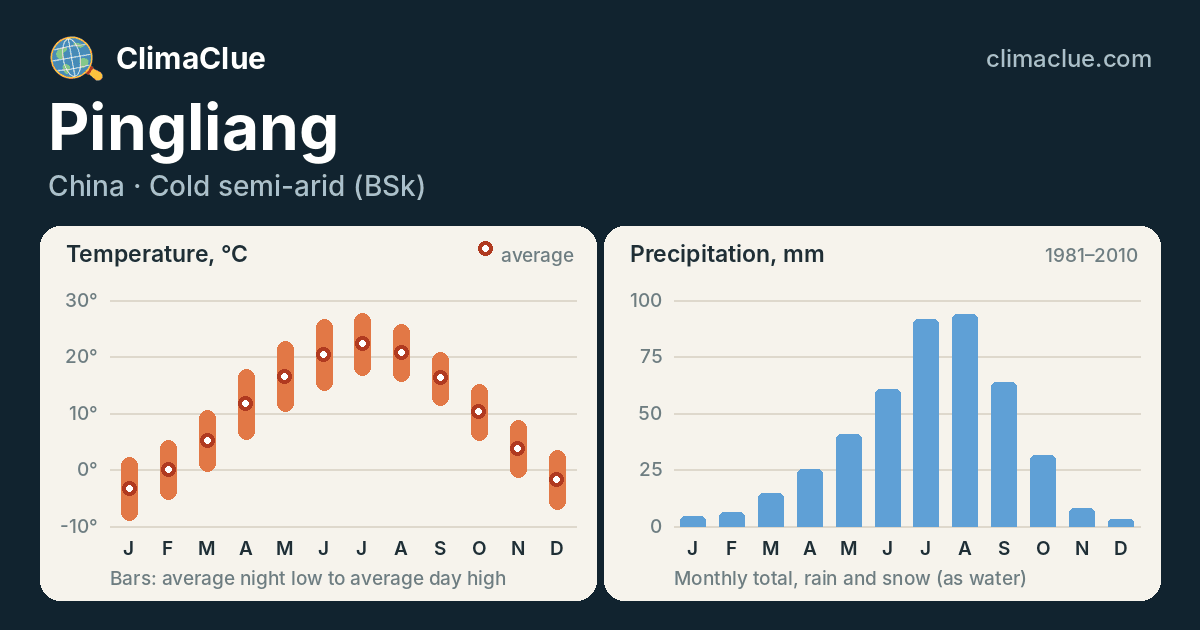 ClimaClue
climaclue.com
Pingliang
China · Cold semi-arid (BSk)
Temperature, °C
average
30°
20°
10°
0°
-10°
J F M A M J J A S O N D
Bars: average night low to average day high
Precipitation, mm
1981–2010
100
75
50
25
0
J F M A M J J A S O N D
Monthly total, rain and snow (as water)